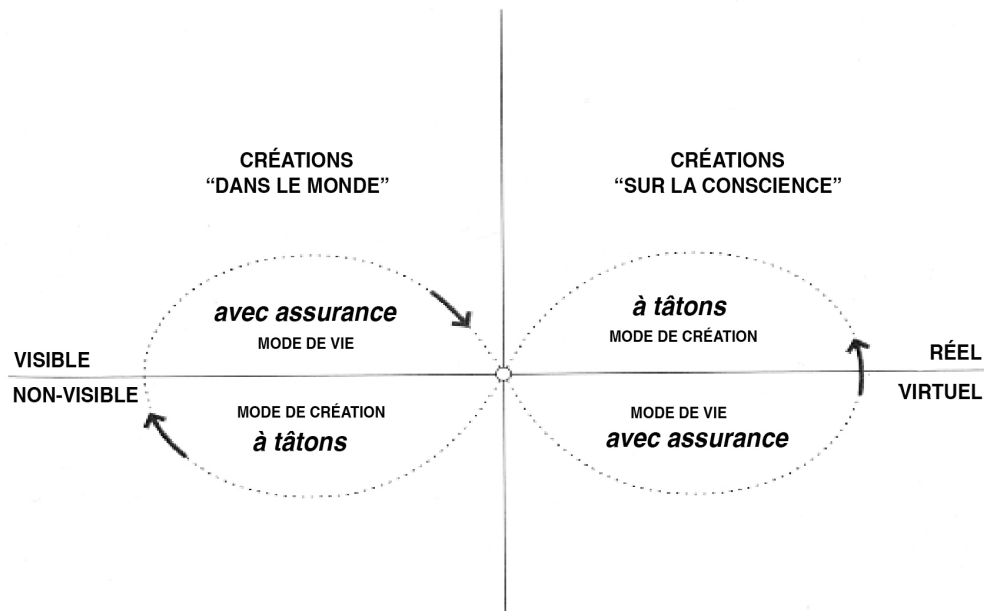 CRÉATIONS
“DANS LE MONDE”
CRÉATIONS
“SUR LA CONSCIENCE”
avec assurance
MODE DE VIE
à tâtons
MODE DE CRÉATION
VISIBLE
RÉEL
NON-VISIBLE
VIRTUEL
MODE DE CRÉATION
à tâtons
MODE DE VIE
avec assurance